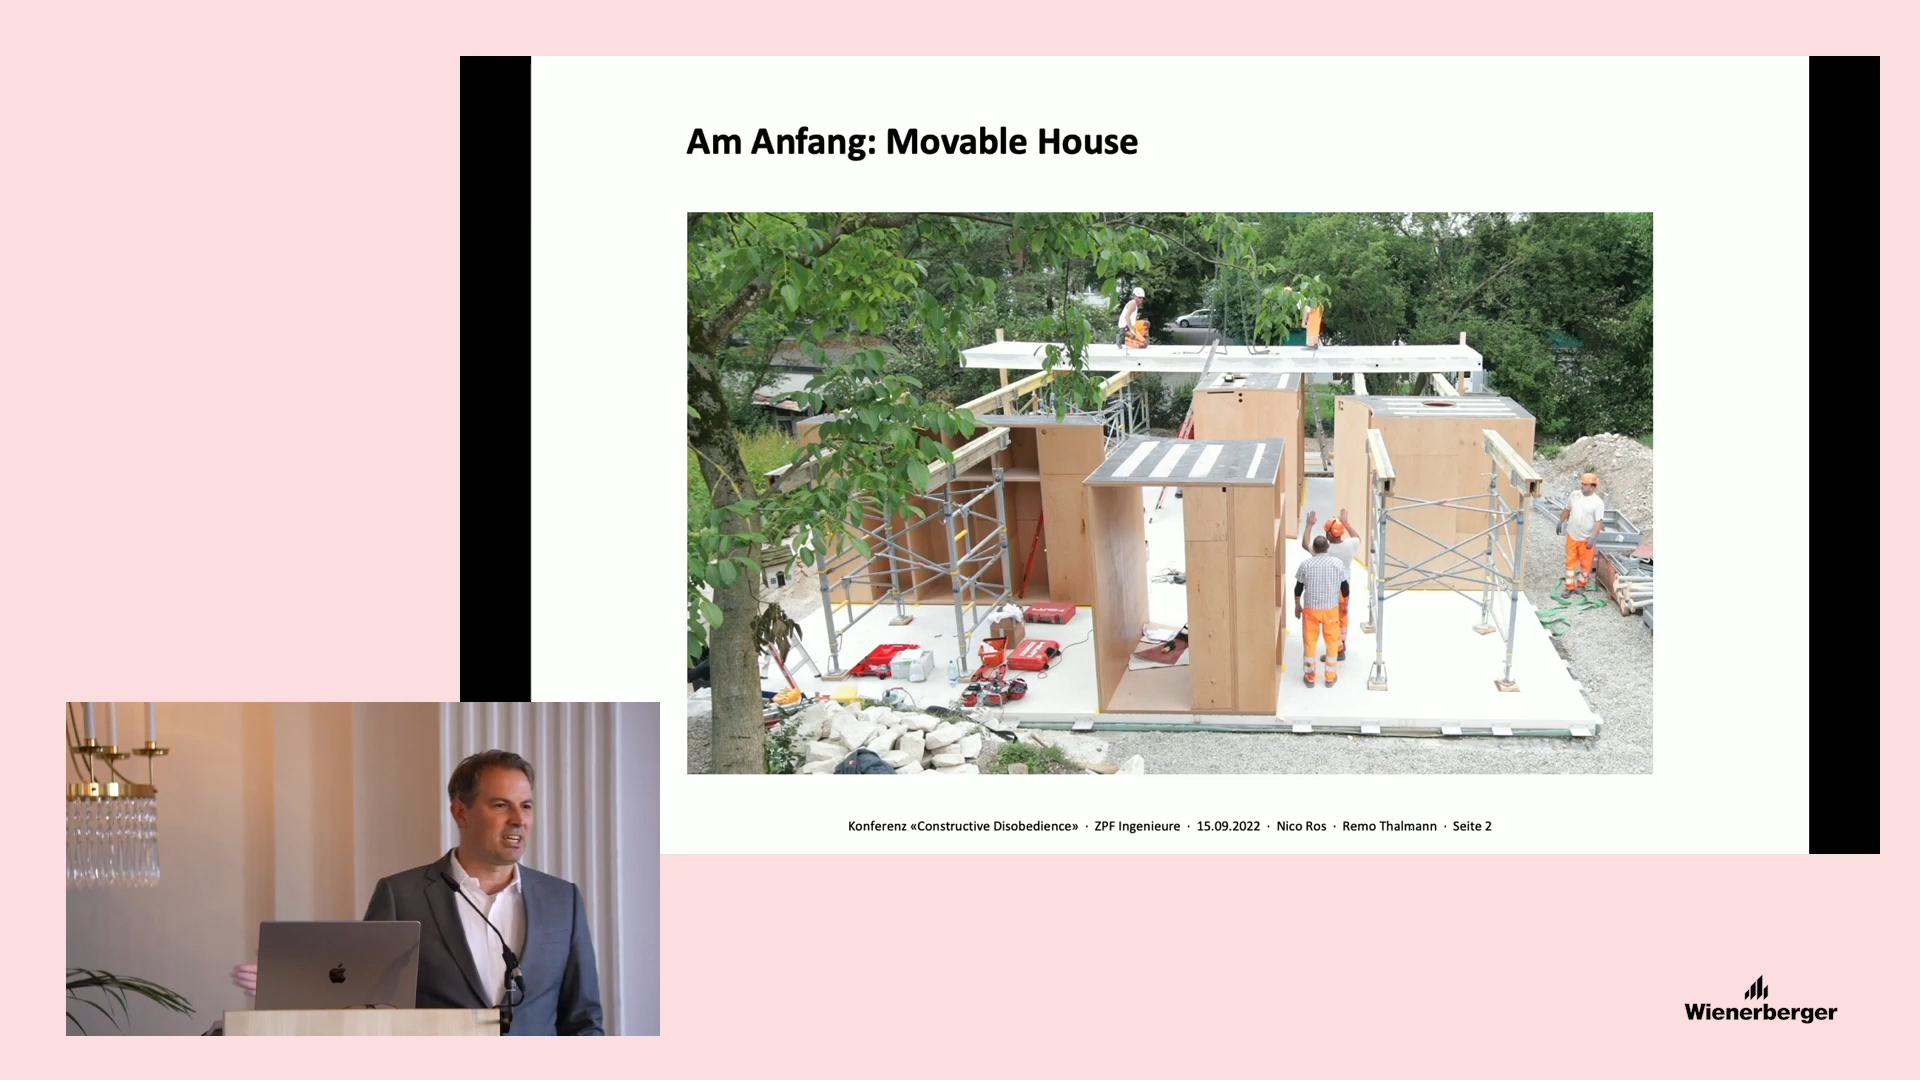 Am Anfang: Movable House
Konferenz «Constructive Disobedience» · ZPF Ingenieure · 15.09.2022 · Nico Ros · Remo Thalmann · Seite 2
Wienerberger